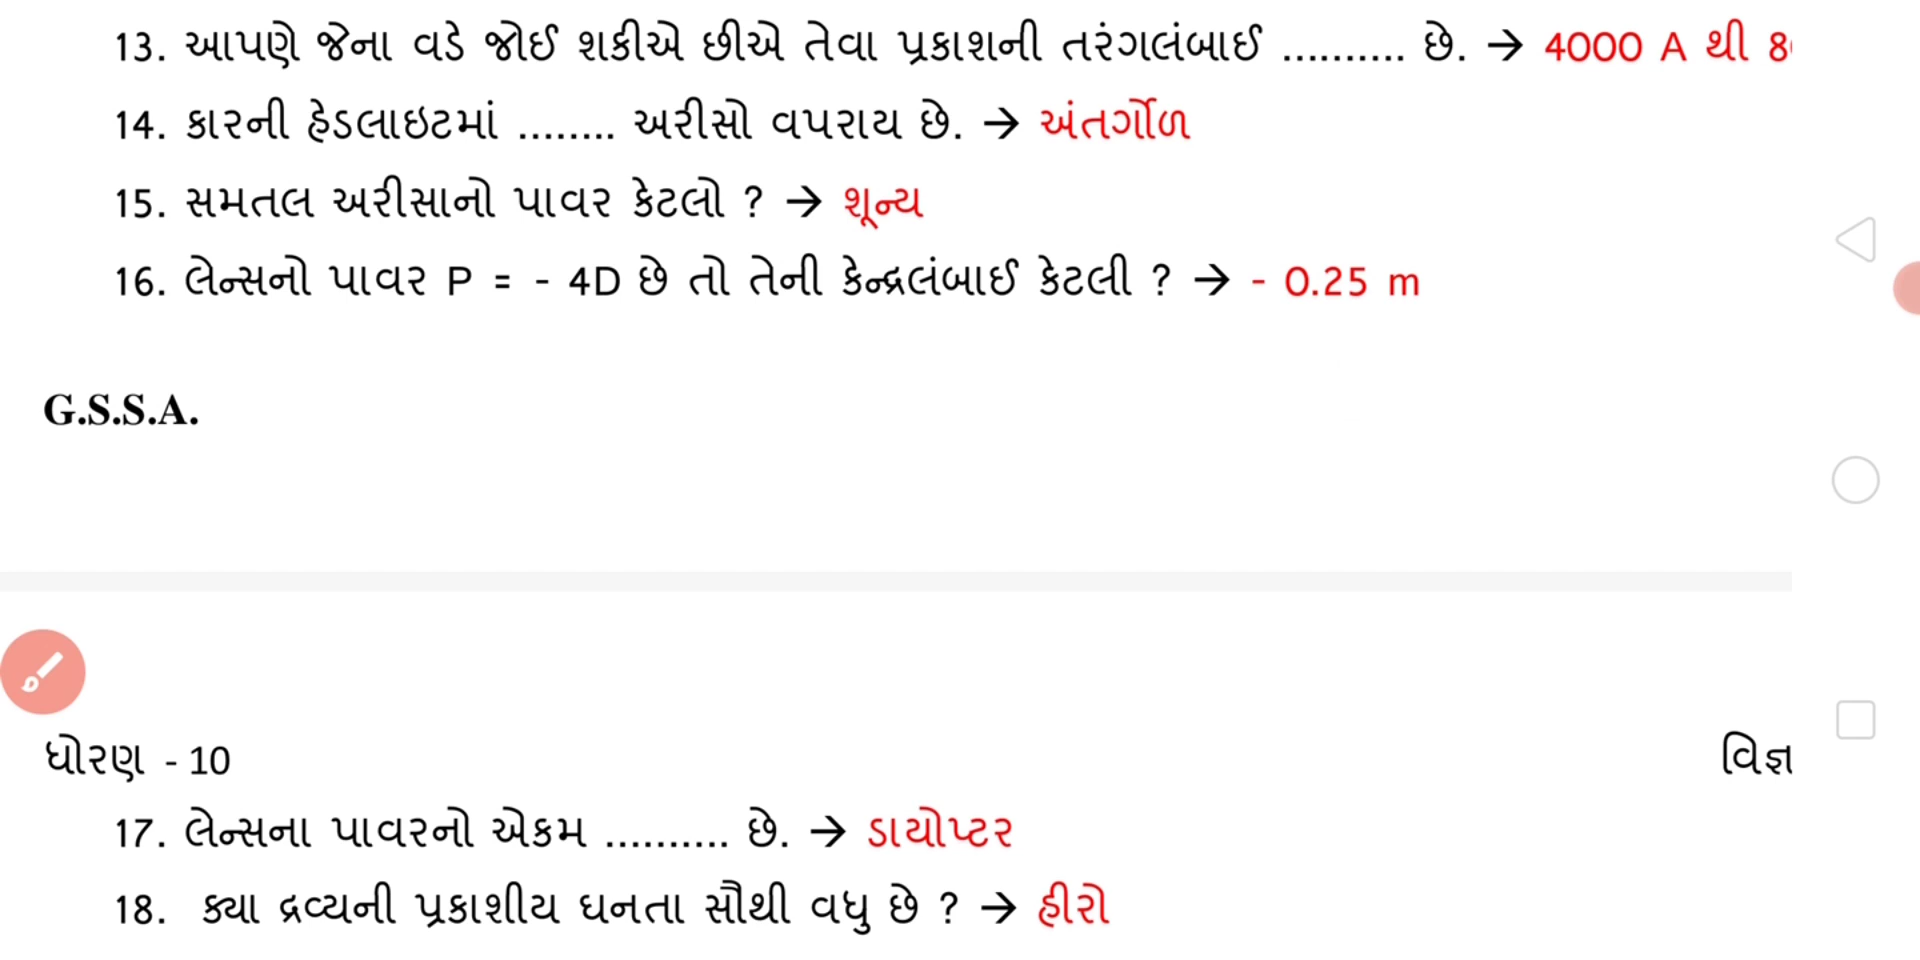 13. આપણે જેના વડે જોઈ શકીએ છીએ તેવા પ્રકાશની તરંગલંબાઈ .......... છે. → 4000 A થી 8
14. કારની હેડલાઇટમાં ........ અરીસો વપરાય છે. → અંતર્ગોળ
15. સમતલ અરીસાનો પાવર કેટલો ? → શૂન્ય
16. લેન્સનો પાવર P = - 4D છે તો તેની કેન્દ્રલંબાઈ કેટલી ? → - 0.25 m
G.S.S.A.
ધોરણ - 10
વિજ્ઞ
17. લેન્સના પાવરનો એકમ .......... છે. → ડાયોપ્ટર
18. ક્યા દ્રવ્યની પ્રકાશીય ઘનતા સૌથી વધુ છે ? → હીરો